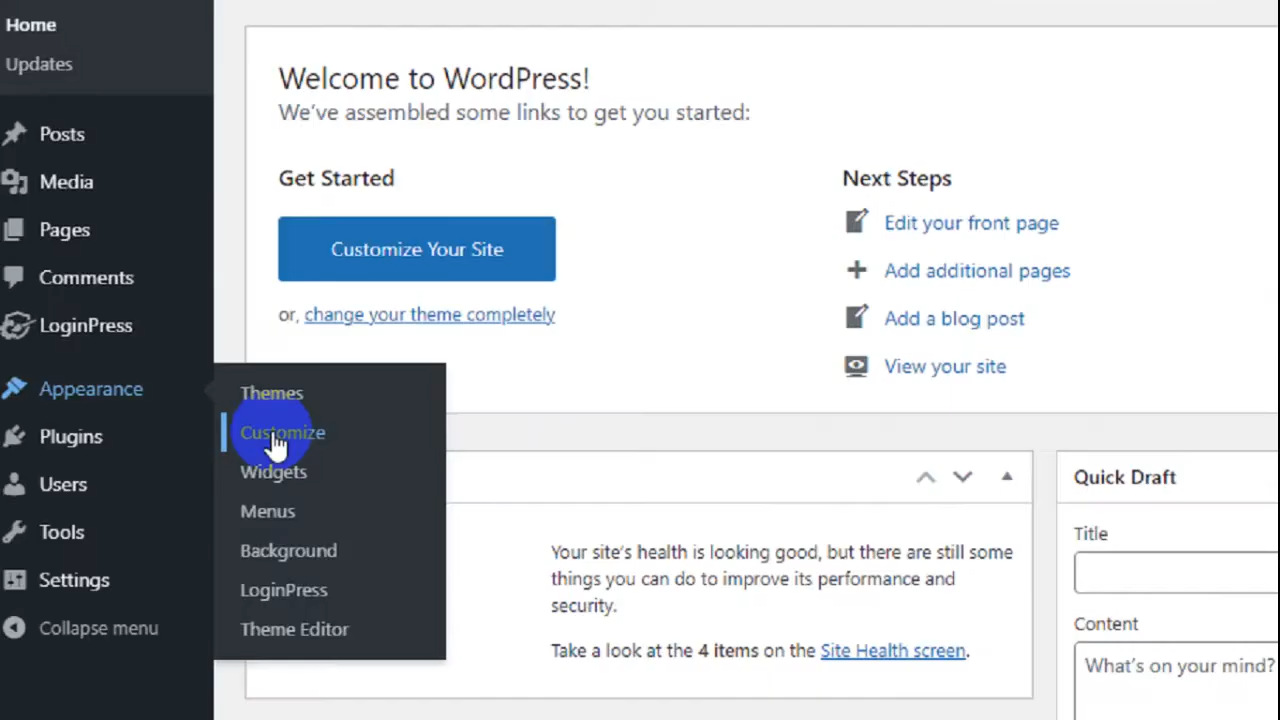 Home
Updates
Posts
Media
Pages
Comments
LoginPress
Appearance
Plugins
Users
Tools
Settings
Collapse menu
Themes
Customize
Widgets
Menus
Background
LoginPress
Theme Editor
Welcome to WordPress!
We've assembled some links to get you started:
Get Started
Customize Your Site
or, change your theme completely
Next Steps
Edit your front page
Add additional pages
Add a blog post
View your site
Your site's health is looking good, but there are still some
things you can do to improve its performance and
security.
Take a look at the 4 items on the Site Health screen.
Quick Draft
Title
Content
What's on your mind?